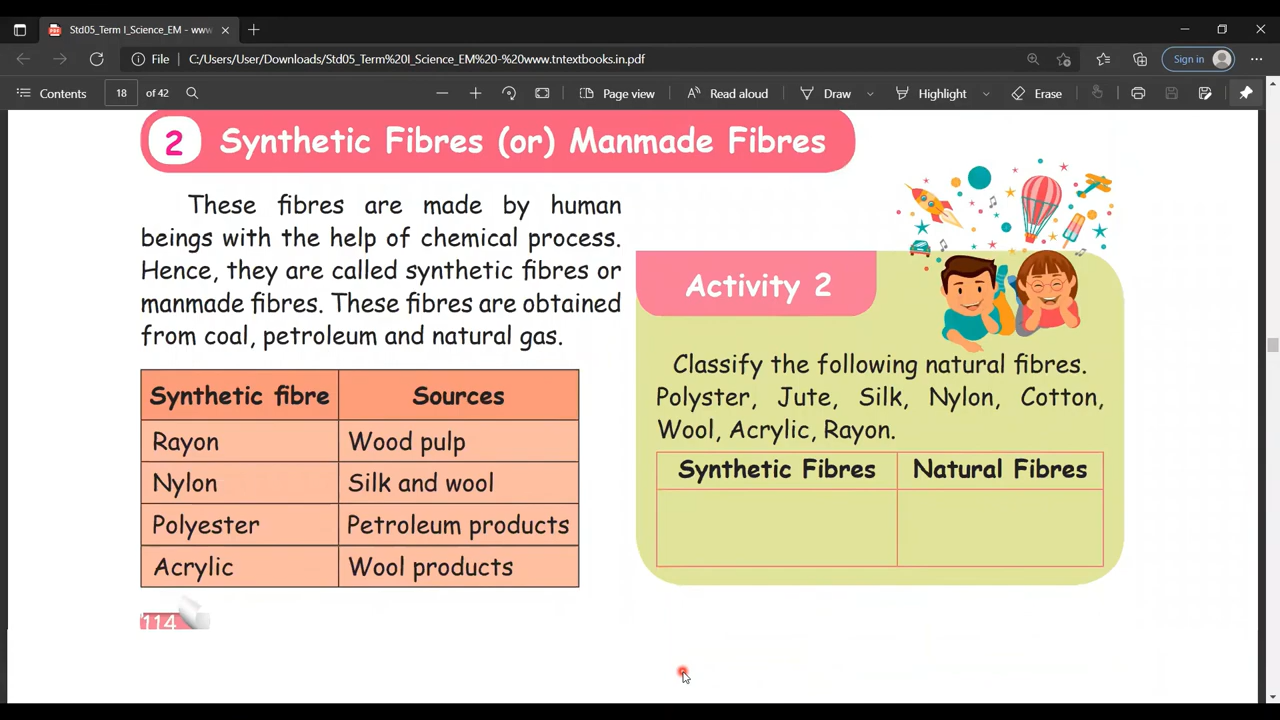 Std05_Term I_Science_EM - www
File
C:/Users/User/Downloads/Std05_Term%20I_Science_EM%20-%20www.tntextbooks.in.pdf
Sign in
Contents
18
of 42
Page view
Read aloud
Draw
Highlight
Erase
2 Synthetic Fibres (or) Manmade Fibres
These fibres are made by human
beings with the help of chemical process.
Hence, they are called synthetic fibres or
manmade fibres. These fibres are obtained
from coal, petroleum and natural gas.
Synthetic fibre Sources
Rayon Wood pulp
Nylon Silk and wool
Polyester Petroleum products
Acrylic Wool products
114
Activity 2
Classify the following natural fibres.
Polyster, Jute, Silk, Nylon, Cotton,
Wool, Acrylic, Rayon.
Synthetic Fibres Natural Fibres